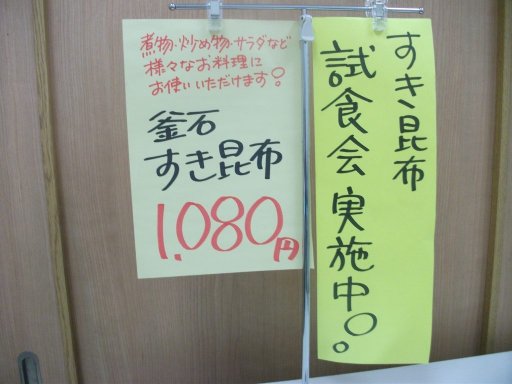 煮物・炒め物・サラダなど
様々なお料理に
お使いいただけます!
釜石
すき昆布
1,080円
すき昆布
試食会実施中!